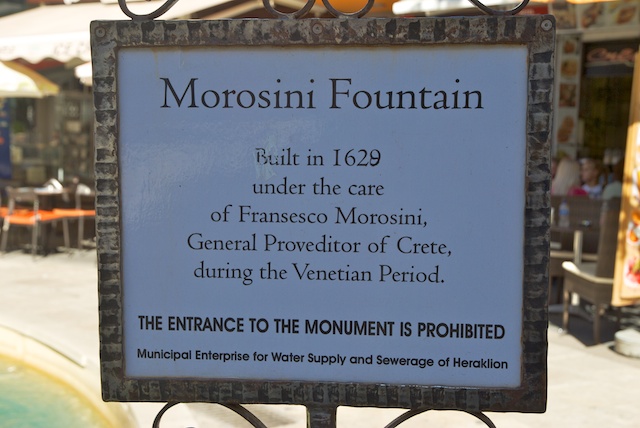 Morosini Fountain
Built in 1629
under the care
of Fransesco Morosini,
General Proveditor of Crete,
during the Venetian Period.
THE ENTRANCE TO THE MONUMENT IS PROHIBITED
Municipal Enterprise for Water Supply and Sewerage of Heraklion